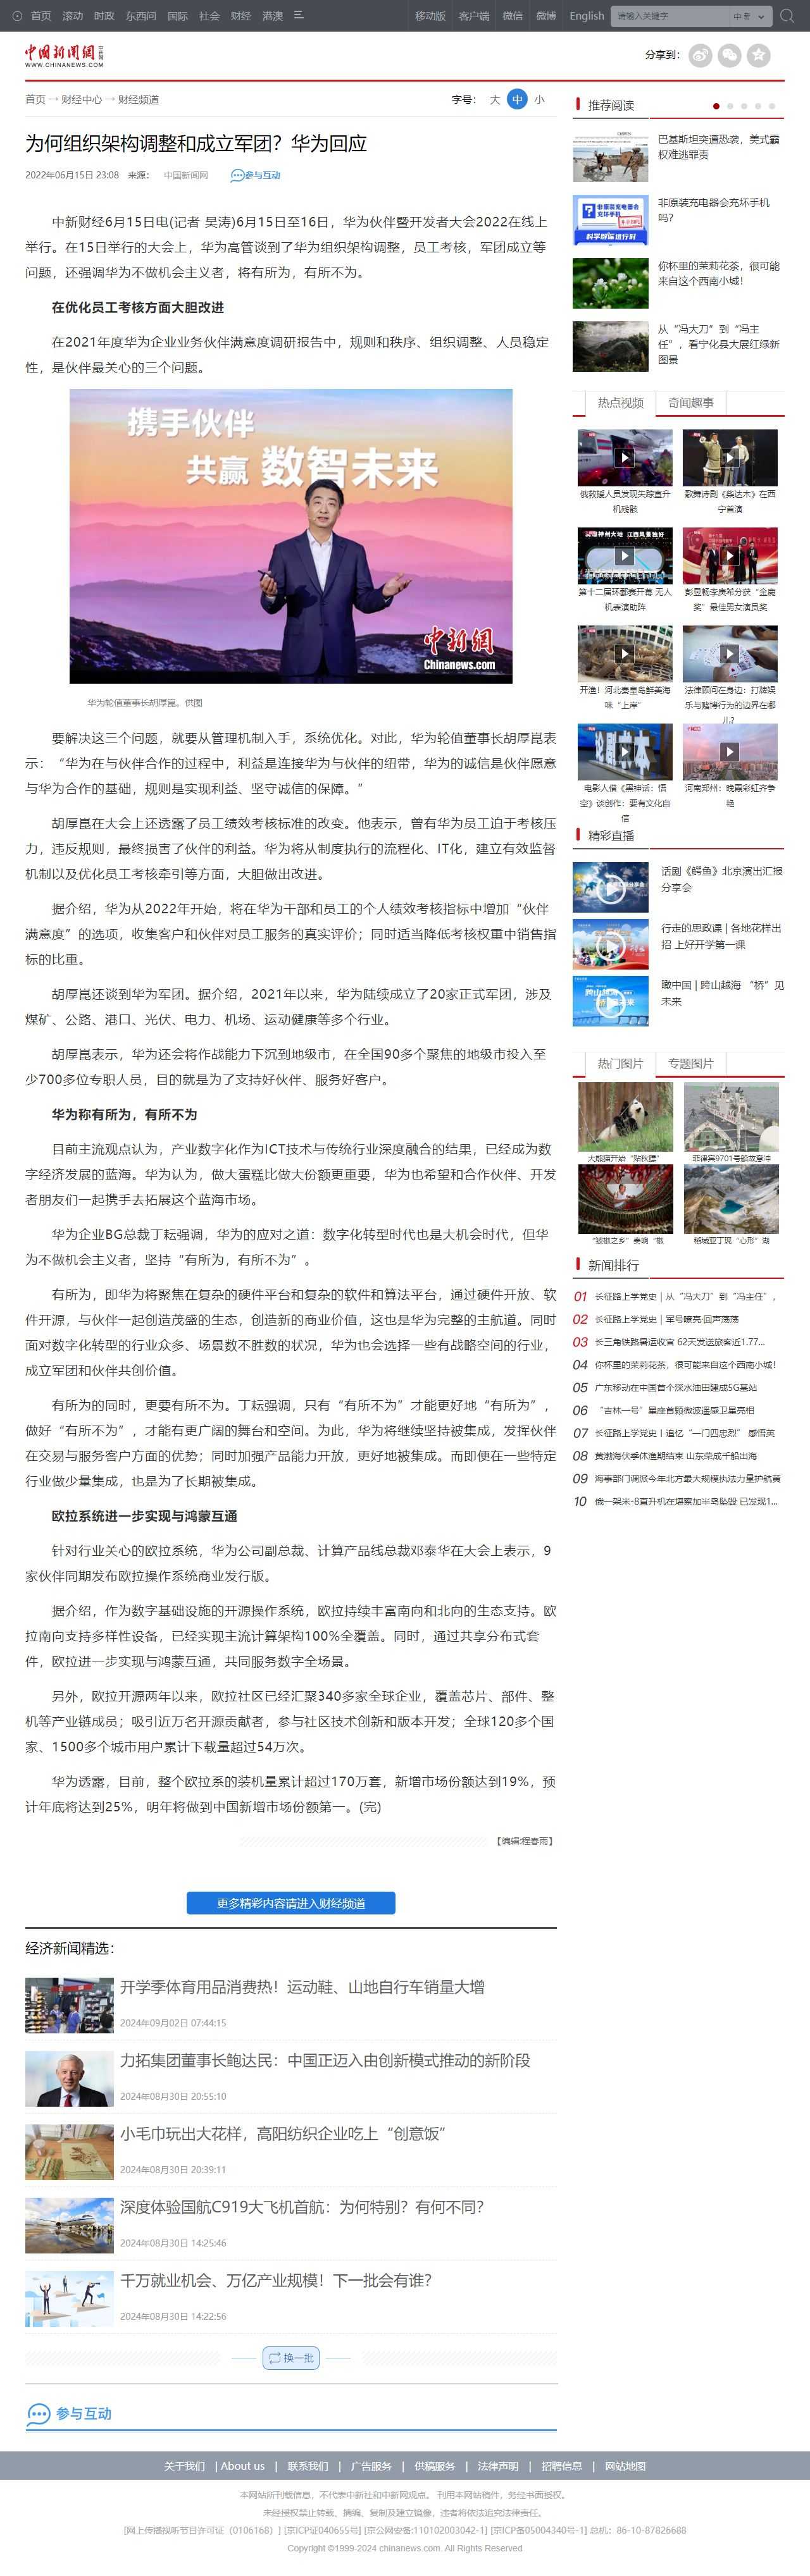 首页
滚动
时政
东西问
国际
社会
财经
港澳
移动版
客户端
微信
微博
English
请输入关键字
中新网
WWW.CHINANEWS.COM
分享到：
首页 → 财经中心 → 财经频道
字号： 大 中 小
为何组织架构调整和成立军团？华为回应
2022年06月15日 23:08 来源： 中国新闻网 参与互动
中新财经6月15日电(记者 吴涛)6月15日至16日，华为伙伴暨开发者大会2022在线上
举行。在15日举行的大会上，华为高管谈到了华为组织架构调整，员工考核，军团成立等
问题，还强调华为不做机会主义者，将有所为，有所不为。
在优化员工考核方面大胆改进
在2021年度华为企业业务伙伴满意度调研报告中，规则和秩序、组织调整、人员稳定
性，是伙伴最关心的三个问题。
携手伙伴
共赢 数智未来
中新網
Chinanews.com
华为轮值董事长胡厚崑。供图
要解决这三个问题，就要从管理机制入手，系统优化。对此，华为轮值董事长胡厚崑表
示：“华为在与伙伴合作的过程中，利益是连接华为与伙伴的纽带，华为的诚信是伙伴愿意
与华为合作的基础，规则是实现利益、坚守诚信的保障。”
胡厚崑在大会上还透露了员工绩效考核标准的改变。他表示，曾有华为员工迫于考核压
力，违反规则，最终损害了伙伴的利益。华为将从制度执行的流程化、IT化，建立有效监督
机制以及优化员工考核牵引等方面，大胆做出改进。
据介绍，华为从2022年开始，将在华为干部和员工的个人绩效考核指标中增加“伙伴
满意度”的选项，收集客户和伙伴对员工服务的真实评价；同时适当降低考核权重中销售指
标的比重。
胡厚崑还谈到华为军团。据介绍，2021年以来，华为陆续成立了20家正式军团，涉及
煤矿、公路、港口、光伏、电力、机场、运动健康等多个行业。
胡厚崑表示，华为还会将作战能力下沉到地级市，在全国90多个聚焦的地级市投入至
少700多位专职人员，目的就是为了支持好伙伴、服务好客户。
华为称有所为，有所不为
目前主流观点认为，产业数字化作为ICT技术与传统行业深度融合的结果，已经成为数
字经济发展的蓝海。华为认为，做大蛋糕比做大份额更重要，华为也希望和合作伙伴、开发
者朋友们一起携手去拓展这个蓝海市场。
华为企业BG总裁丁耘强调，华为的应对之道：数字化转型时代也是大机会时代，但华
为不做机会主义者，坚持“有所为，有所不为”。
有所为，即华为将聚焦在复杂的硬件平台和复杂的软件和算法平台，通过硬件开放、软
件开源，与伙伴一起创造茂盛的生态，创造新的商业价值，这也是华为完整的主航道。同时
面对数字化转型的行业众多、场景数不胜数的状况，华为也会选择一些有战略空间的行业，
成立军团和伙伴共创价值。
有所为的同时，更要有所不为。丁耘强调，只有“有所不为”才能更好地“有所为”，
做好“有所不为”，才能有更广阔的舞台和空间。为此，华为将继续坚持被集成，发挥伙伴
在交易与服务客户方面的优势；同时加强产品能力开放，更好地被集成。而即便在一些特定
行业做少量集成，也是为了长期被集成。
欧拉系统进一步实现与鸿蒙互通
针对行业关心的欧拉系统，华为公司副总裁、计算产品线总裁邓泰华在大会上表示，9
家伙伴同期发布欧拉操作系统商业发行版。
据介绍，作为数字基础设施的开源操作系统，欧拉持续丰富南向和北向的生态支持。欧
拉南向支持多样性设备，已经实现主流计算架构100%全覆盖。同时，通过共享分布式套
件，欧拉进一步实现与鸿蒙互通，共同服务数字全场景。
另外，欧拉开源两年以来，欧拉社区已经汇聚340多家全球企业，覆盖芯片、部件、整
机等产业链成员；吸引近万名开源贡献者，参与社区技术创新和版本开发；全球120多个国
家、1500多个城市用户累计下载量超过54万次。
华为透露，目前，整个欧拉系的装机量累计超过170万套，新增市场份额达到19%，预
计年底将达到25%，明年将做到中国新增市场份额第一。(完)
【编辑:程春雨】
更多精彩内容请进入财经频道
经济新闻精选：
开学季体育用品消费热！运动鞋、山地自行车销量大增
2024年09月02日 07:44:15
力拓集团董事长鲍达民：中国正迈入由创新模式推动的新阶段
2024年08月30日 20:55:10
小毛巾玩出大花样，高阳纺织企业吃上“创意饭”
2024年08月30日 20:39:11
深度体验国航C919大飞机首航：为何特别？有何不同？
2024年08月30日 14:25:46
千万就业机会、万亿产业规模！下一批会有谁？
2024年08月30日 14:22:56
换一批
参与互动
推荐阅读
巴基斯坦突遭恐袭，美式霸
权难逃罪责
非原装充电器会充坏手机
吗？
你杯里的茉莉花茶，很可能
来自这个西南小城！
从“冯大刀”到“冯主
任”，看宁化县大展红绿新
图景
热点视频 奇闻趣事
俄救援人员发现失踪直升
机残骸
歌舞诗剧《柴达木》在西
宁首演
第十二届环鄱赛开幕 无人
机表演助阵
彭昱畅李庚希分获“金鹿
奖”最佳男女演员奖
开渔！河北秦皇岛鲜美海
味“上岸”
法律顾问在身边：打牌娱
乐与赌博行为的边界在哪
儿？
电影人借《黑神话：悟
空》谈创作：要有文化自
信
河南郑州：晚霞彩虹齐争
艳
精彩直播
话剧《鳄鱼》北京演出汇报
分享会
行走的思政课 | 各地花样出
招 上好开学第一课
瞰中国 | 跨山越海 “桥”见
未来
热门图片 专题图片
大熊猫开始“贴秋膘”
菲律宾9701号船故意冲
稻城亚丁现“心形”湖
新闻排行
01 长征路上学党史｜从“冯大刀”到“冯主任”，
02 长征路上学党史｜军号嘹亮·回声荡荡
03 长三角铁路暑运收官 62天发送旅客近1.77...
04 你杯里的茉莉花茶，很可能来自这个西南小城！
05 广东移动在中国首个深水油田建成5G基站
06 “吉林一号”星座首颗微波遥感卫星亮相
07 长征路上学党史丨追忆“一门四忠烈” 感悟英
08 黄渤海伏季休渔期结束 山东荣成千船出海
09 海事部门调派今年北方最大规模执法力量护航黄
10 俄一架米-8直升机在堪察加半岛坠毁 已发现1...
关于我们 | About us | 联系我们 | 广告服务 | 供稿服务 | 法律声明 | 招聘信息 | 网站地图
本网站所刊载信息，不代表中新社和中新网观点。 刊用本网站稿件，务经书面授权。
未经授权禁止转载、摘编、复制及建立镜像，违者将依法追究法律责任。
[网上传播视听节目许可证（0106168）] [京ICP证040655号] [京公网安备:110102003042-1] [京ICP备05004340号-1] 总机：86-10-87826688
Copyright ©1999-2024 chinanews.com. All Rights Reserved